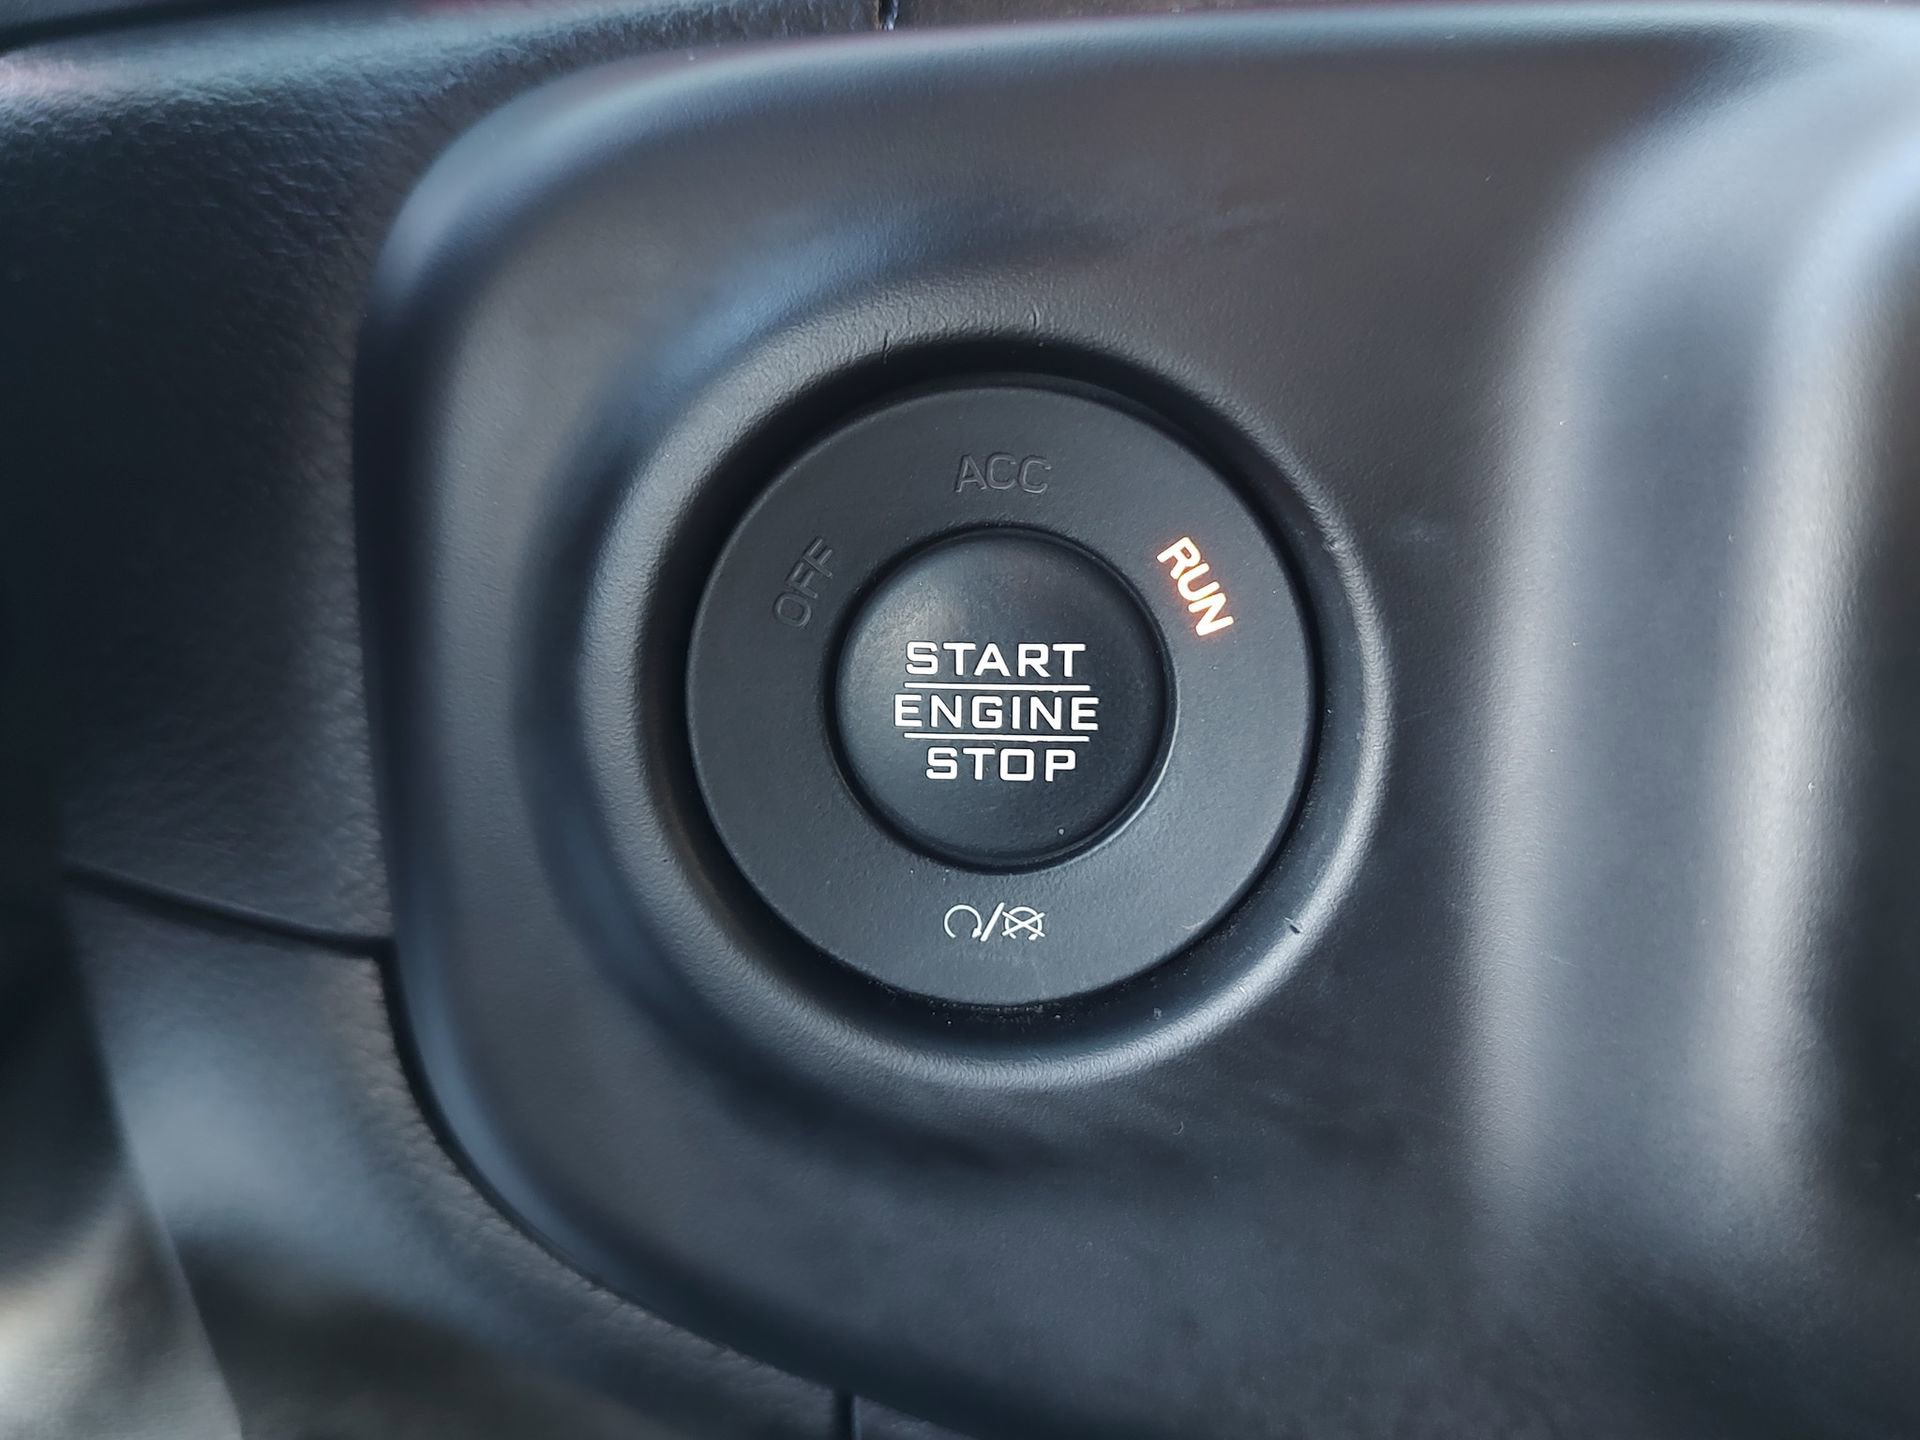 ACC
OFF
RUN
START
ENGINE
STOP